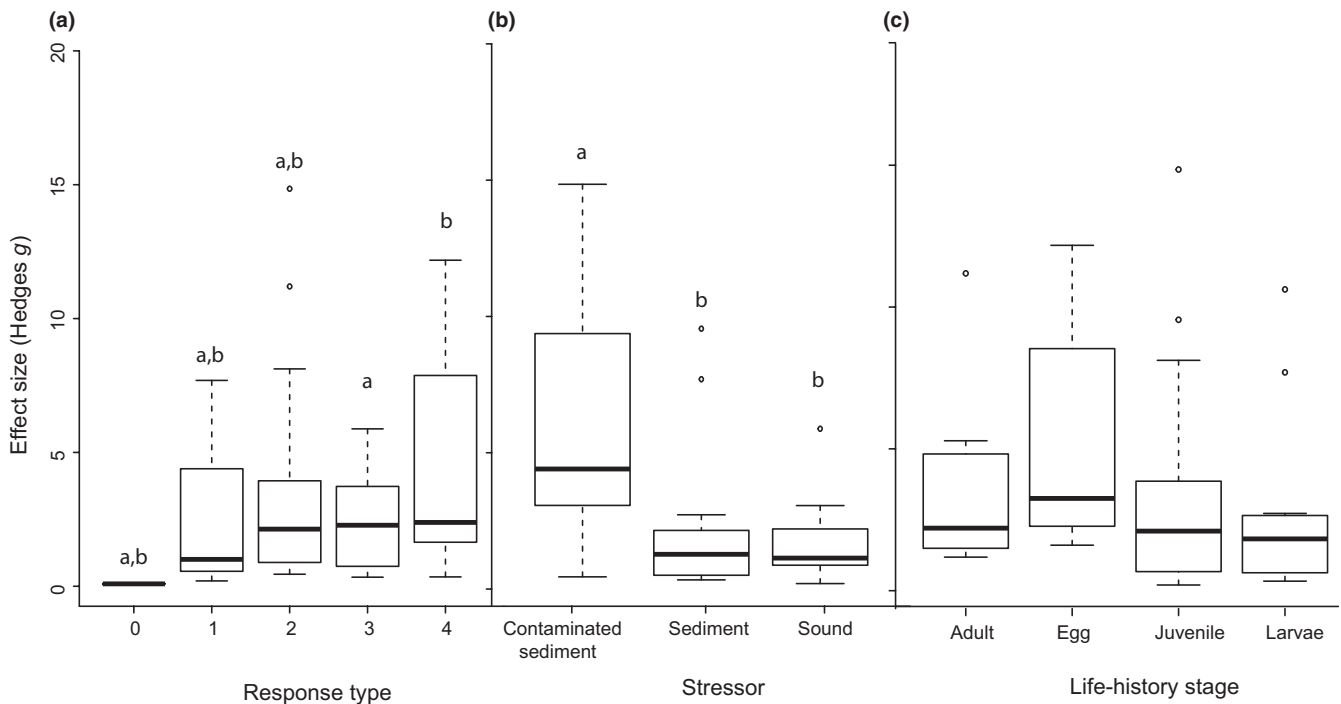 (a)
(b)
(c)
Effect size (Hedges g)
20
15
10
5
0
a,b
a,b
a,b
a
b
0
1
2
3
4
Response type
a
b
b
Contaminated
sediment
Sediment
Sound
Stressor
Adult
Egg
Juvenile
Larvae
Life-history stage